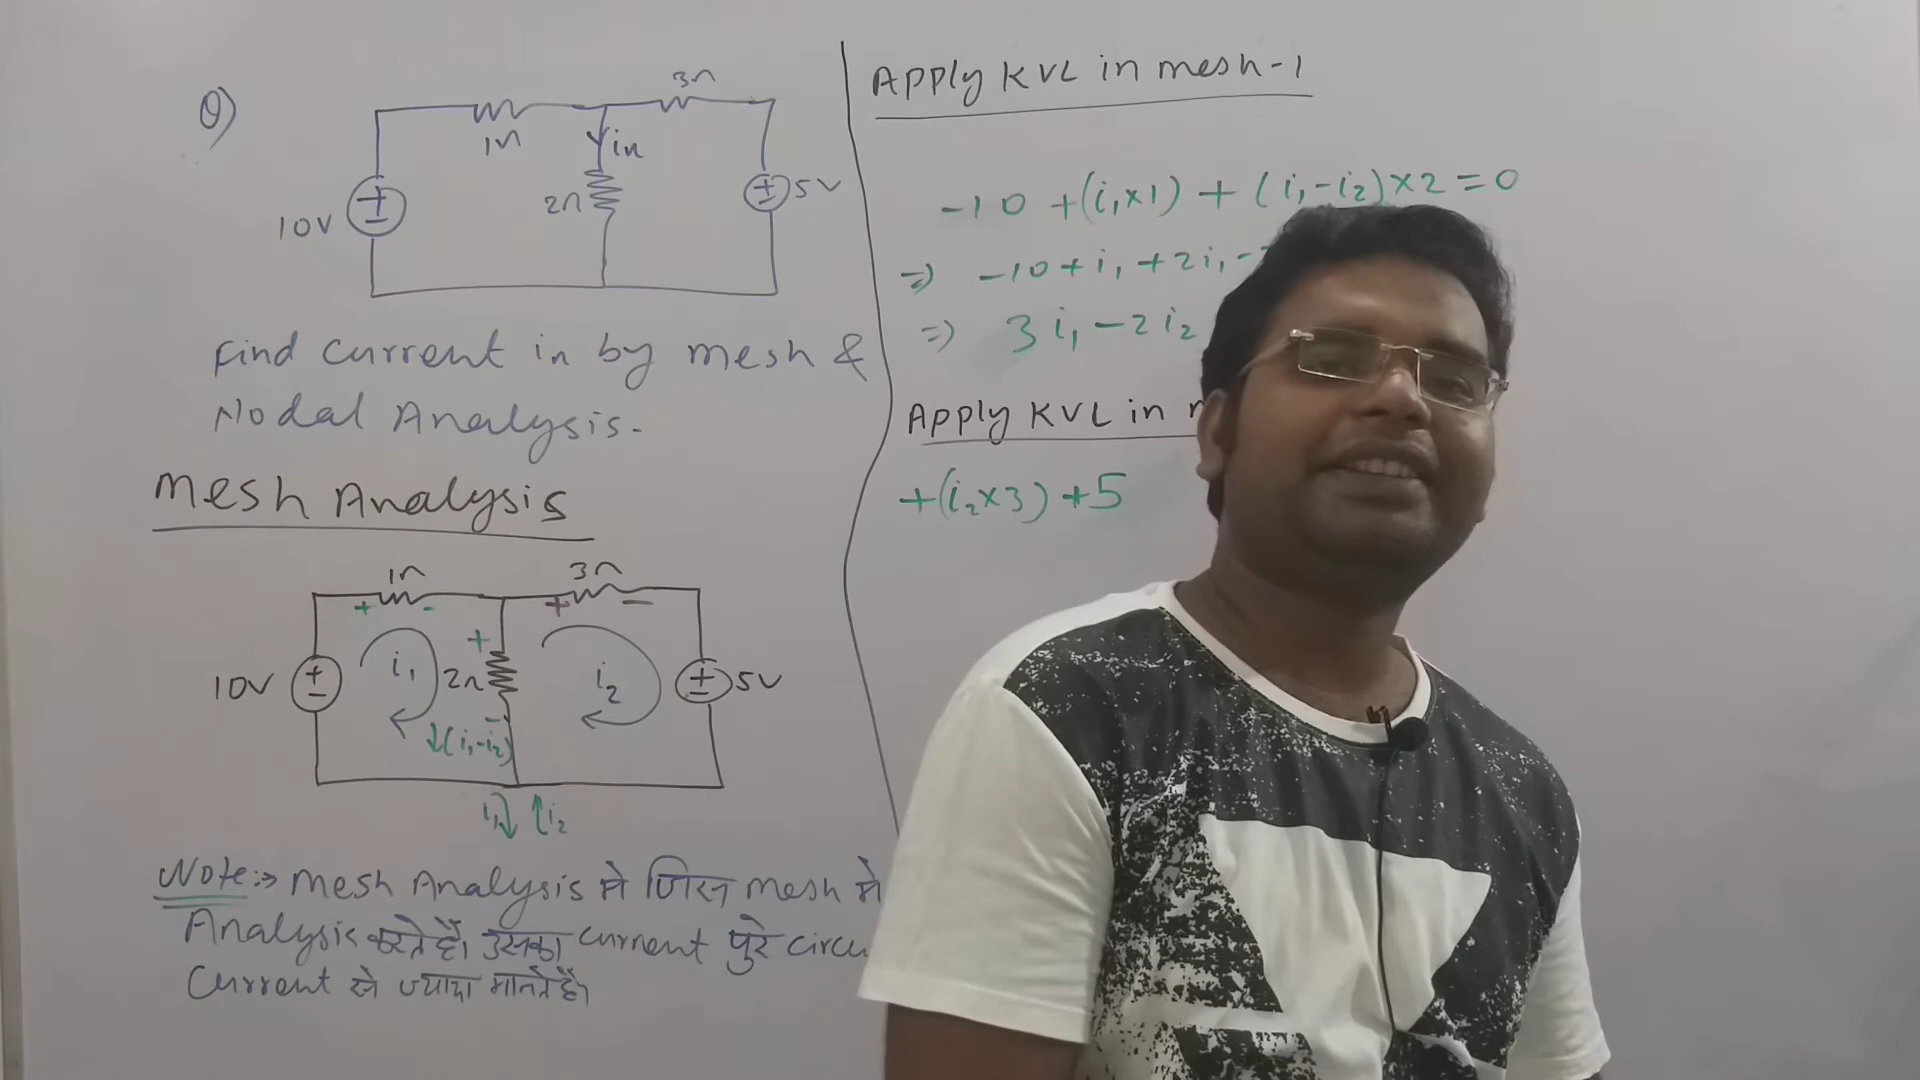 Q)
3Ω
1Ω
in
2Ω
5V
10V
Find current in by mesh &
Nodal Analysis.
Mesh Analysis
1Ω
3Ω
+ - + -
+
10V
i₁
2Ω
i₂
5V
-
↓(i₁-i₂)
i₁↓ ↑i₂
Note:→ Mesh Analysis मे जिस mesh मे
Analysis करते हैं। उसका current पुरे
Current से ज्यादा मानते हैं।
Apply KVL in mesh-1
-10 +(i₁×1) + (i₁-i₂)×2 = 0
⇒ -10+i₁+2i₁-
⇒ 3i₁-2i₂
Apply KVL in
+(i₂×3) +5